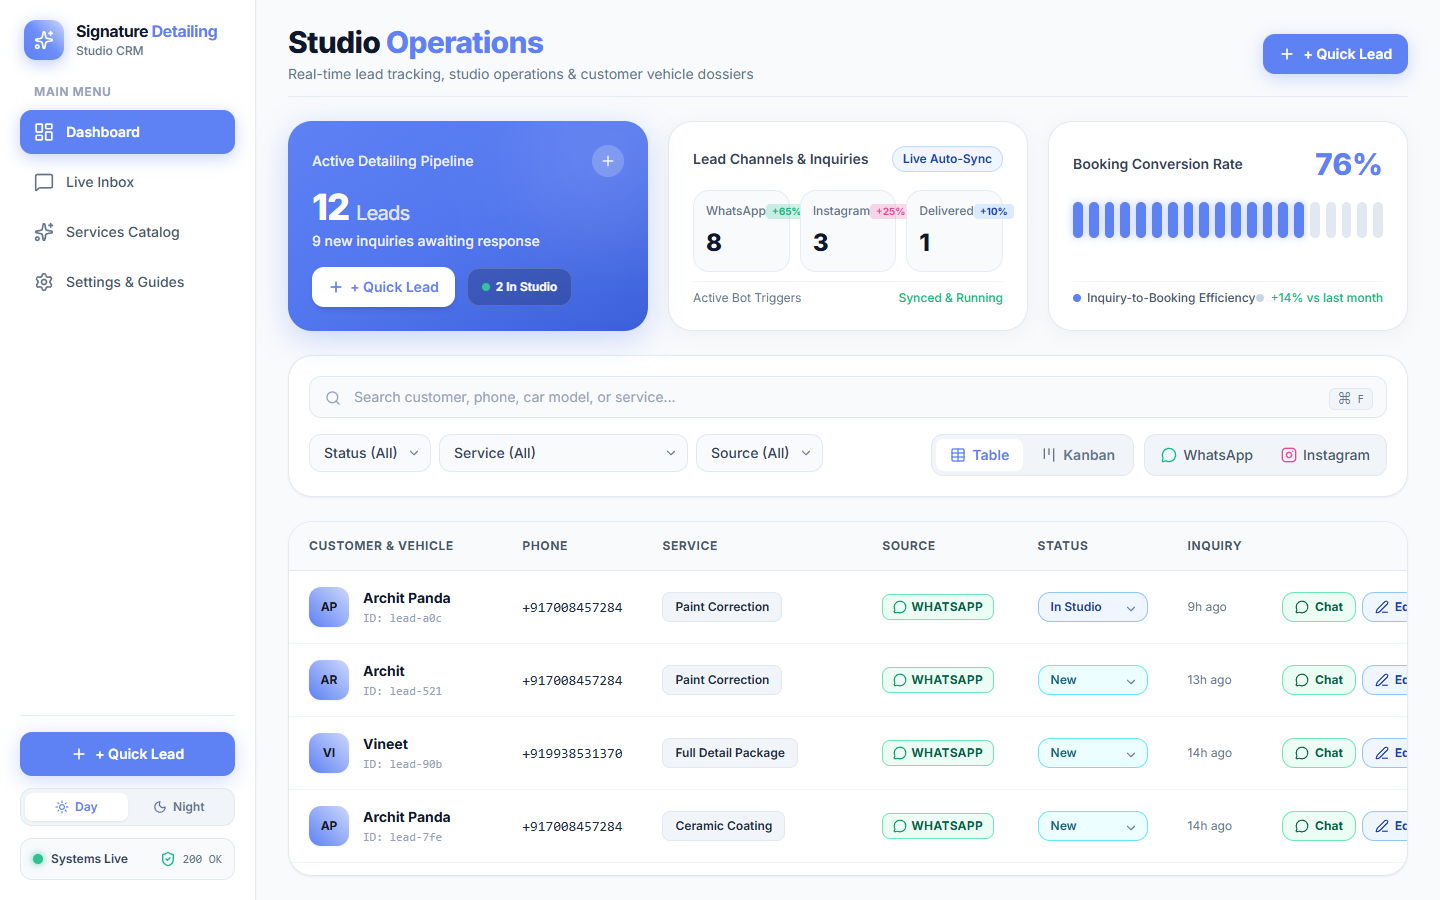 Signature Detailing
Studio CRM
MAIN MENU
Dashboard
Live Inbox
Services Catalog
Settings & Guides
+ Quick Lead
Day
Night
Systems Live
200 OK
Studio Operations
Real-time lead tracking, studio operations & customer vehicle dossiers
+ Quick Lead
Active Detailing Pipeline
12 Leads
9 new inquiries awaiting response
+ Quick Lead
2 In Studio
Lead Channels & Inquiries
Live Auto-Sync
WhatsApp +65%
8
Instagram +25%
3
Delivered +10%
1
Active Bot Triggers
Synced & Running
Booking Conversion Rate
76%
Inquiry-to-Booking Efficiency
+14% vs last month
Search customer, phone, car model, or service...
⌘ F
Status (All)
Service (All)
Source (All)
Table
Kanban
WhatsApp
Instagram
CUSTOMER & VEHICLE PHONE SERVICE SOURCE STATUS INQUIRY
AP Archit Panda +917008457284 Paint Correction WHATSAPP In Studio 9h ago Chat Ec
ID: lead-a0c
AR Archit +917008457284 Paint Correction WHATSAPP New 13h ago Chat Ec
ID: lead-521
VI Vineet +919938531370 Full Detail Package WHATSAPP New 14h ago Chat Ec
ID: lead-90b
AP Archit Panda +917008457284 Ceramic Coating WHATSAPP New 14h ago Chat Ec
ID: lead-7fe